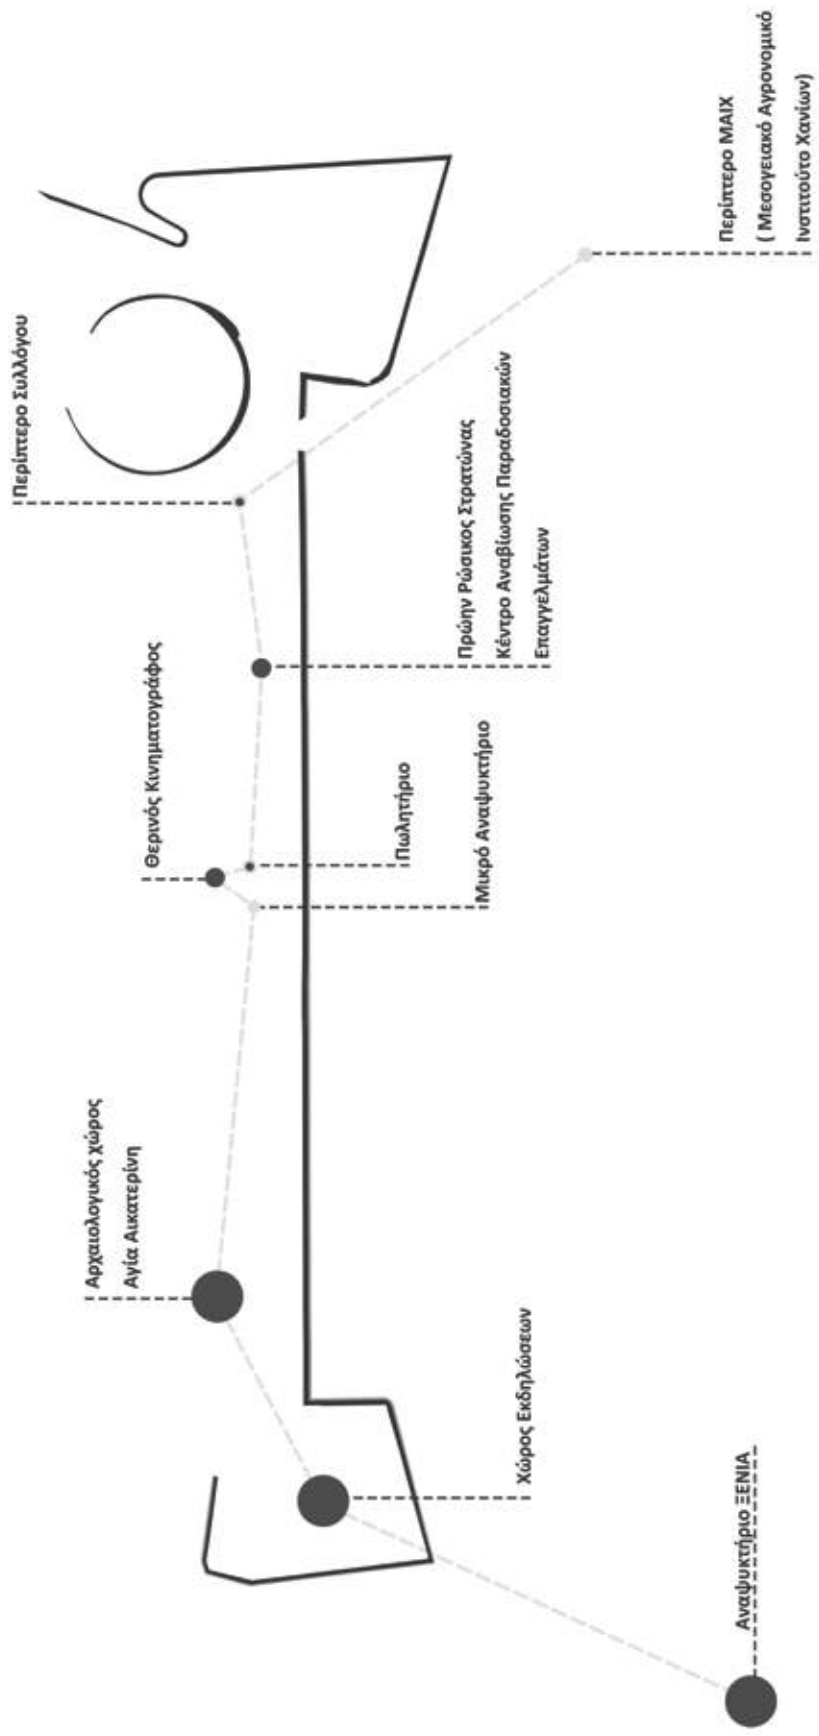 Περίπτερο Συλλόγου
Θερινός Κινηματογράφος
Αρχαιολογικός χώρος
Αγία Αικατερίνη
Περίπτερο ΜΑΙΧ
( Μεσογειακό Αγρονομικό
Ινστιτούτο Χανίων)
Πρώην Ρώσικος Στρατώνας
Κέντρο Αναβίωσης Παραδοσιακών
Επαγγελμάτων
Πωλητήριο
Μικρό Αναψυκτήριο
Χώρος Εκδηλώσεων
Αναψυκτήριο ΞΕΝΙΑ